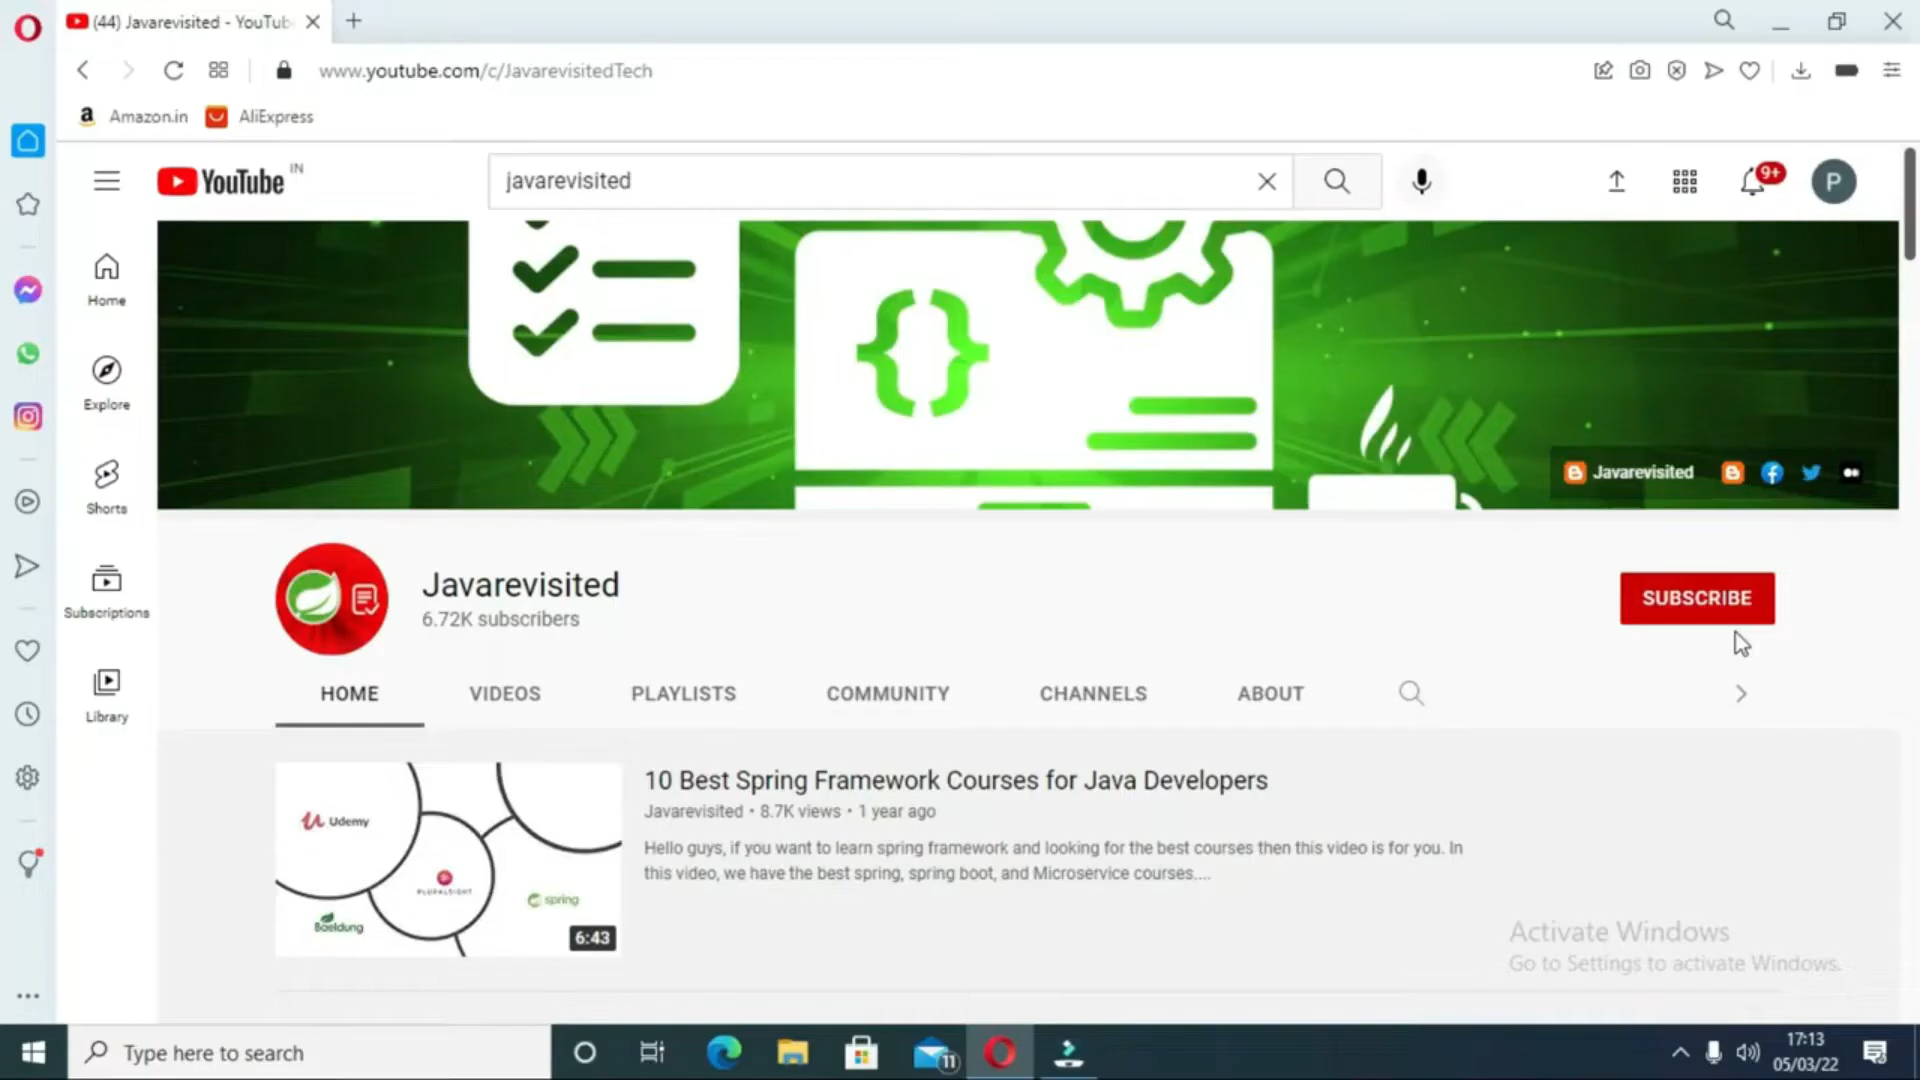 (44) Javarevisited - YouTube
www.youtube.com/c/JavarevisitedTech
Amazon.in
AliExpress
YouTube IN
javarevisited
9+
P
Home
Explore
Shorts
Subscriptions
Library
Javarevisited
Javarevisited
6.72K subscribers
SUBSCRIBE
HOME
VIDEOS
PLAYLISTS
COMMUNITY
CHANNELS
ABOUT
Udemy
PLURALSIGHT
spring
Baeldung
6:43
10 Best Spring Framework Courses for Java Developers
Javarevisited • 8.7K views • 1 year ago
Hello guys, if you want to learn spring framework and looking for the best courses then this video is for you. In
this video, we have the best spring, spring boot, and Microservice courses....
Activate Windows
Go to Settings to activate Windows.
Type here to search
11
17:13
05/03/22